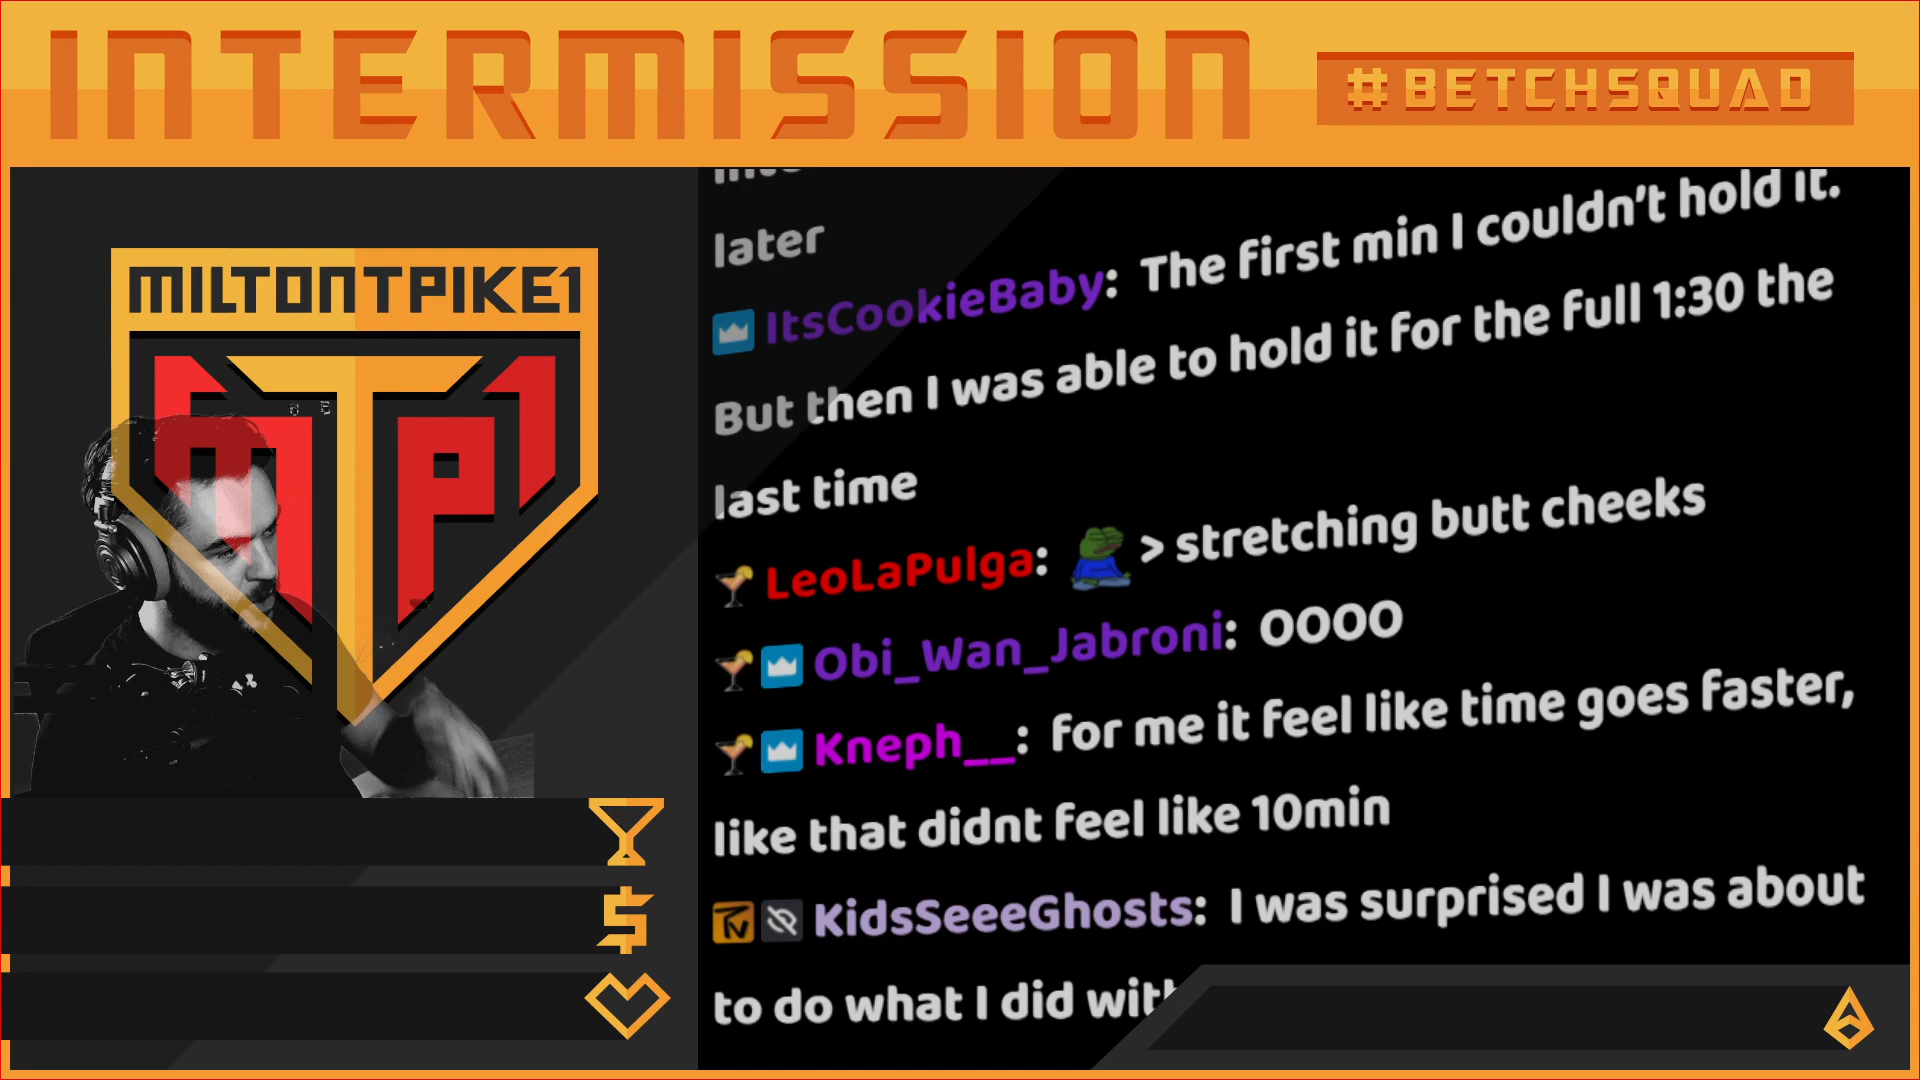 INTERMISSION
#BETCHSQUAD
MILTONTPIKE1
MTP1
later
ItsCookieBaby: The first min I couldn't hold it.
But then I was able to hold it for the full 1:30 the
last time
LeoLaPulga: > stretching butt cheeks
Obi_Wan_Jabroni: OOOO
Kneph__: for me it feel like time goes faster,
like that didnt feel like 10min
KidsSeeeGhosts: I was surprised I was about
to do what I did with